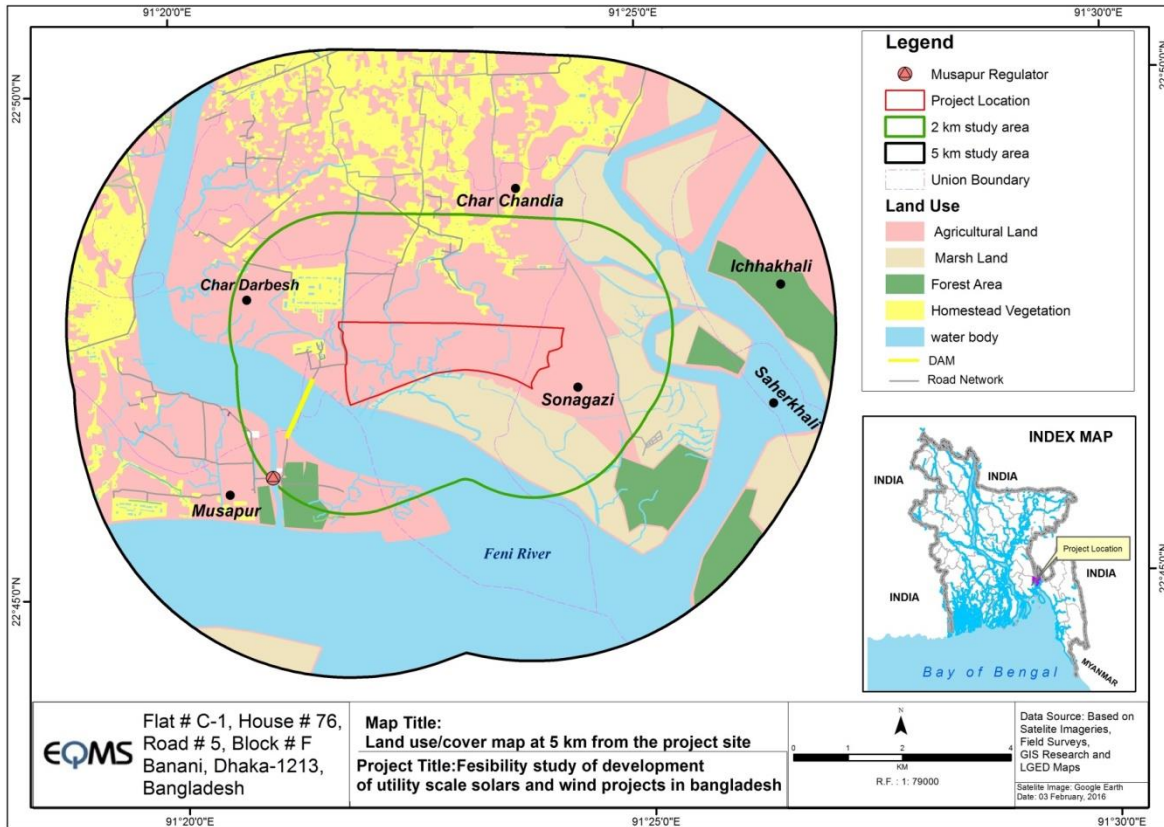 91°20'0"E
91°25'0"E
91°30'0"E
22°50'0"N
22°50'0"N
Legend
Musapur Regulator
Project Location
2 km study area
5 km study area
Union Boundary
Land Use
Agricultural Land
Marsh Land
Forest Area
Homestead Vegetation
water body
DAM
Road Network
Char Chandia
Ichhakhali
Char Darbesh
Sonagazi
Saherkhali
Musapur
Feni River
22°45'0"N
22°45'0"N
INDEX MAP
INDIA
INDIA
Project Location
INDIA
INDIA
MYANMAR
Bay of Bengal
EQMS
Flat # C-1, House # 76,
Road # 5, Block # F
Banani, Dhaka-1213,
Bangladesh
Map Title:
Land use/cover map at 5 km from the project site
Project Title:Fesibility study of development
of utility scale solars and wind projects in bangladesh
N
0 1 2 4
KM
R.F. : 1: 79000
Data Source: Based on
Satelite Imageries,
Field Surveys,
GIS Research and
LGED Maps
Satelite Image: Google Earth
Date: 03 February, 2016
91°20'0"E
91°25'0"E
91°30'0"E